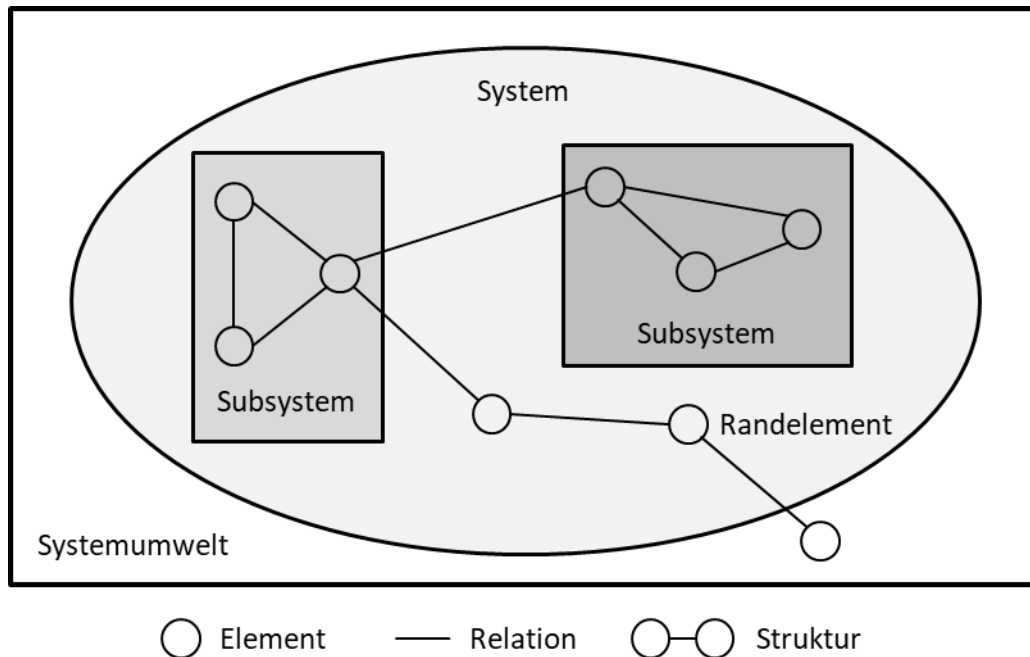 System
Subsystem
Subsystem
Randelement
Systemumwelt
Element
Relation
Struktur